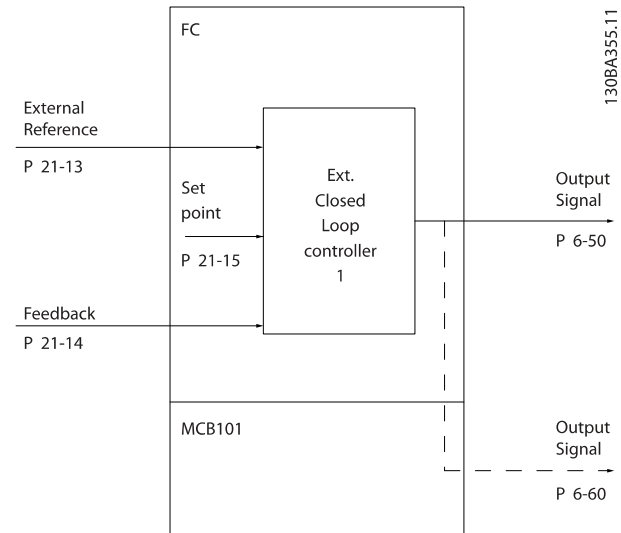 FC
130BA355.11
External
Reference
P 21-13
Set
point
P 21-15
Feedback
P 21-14
Ext.
Closed
Loop
controller
1
Output
Signal
P 6-50
MCB101
Output
Signal
P 6-60